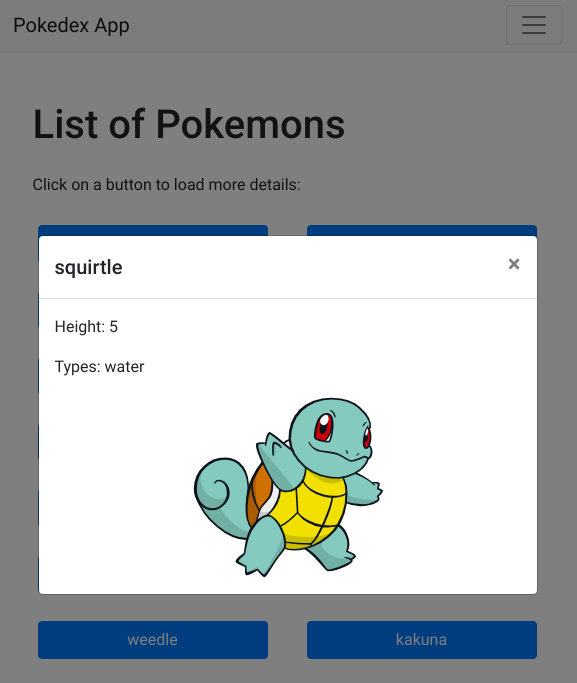 Pokedex App
List of Pokemons
Click on a button to load more details:
squirtle
×
Height: 5
Types: water
weedle
kakuna